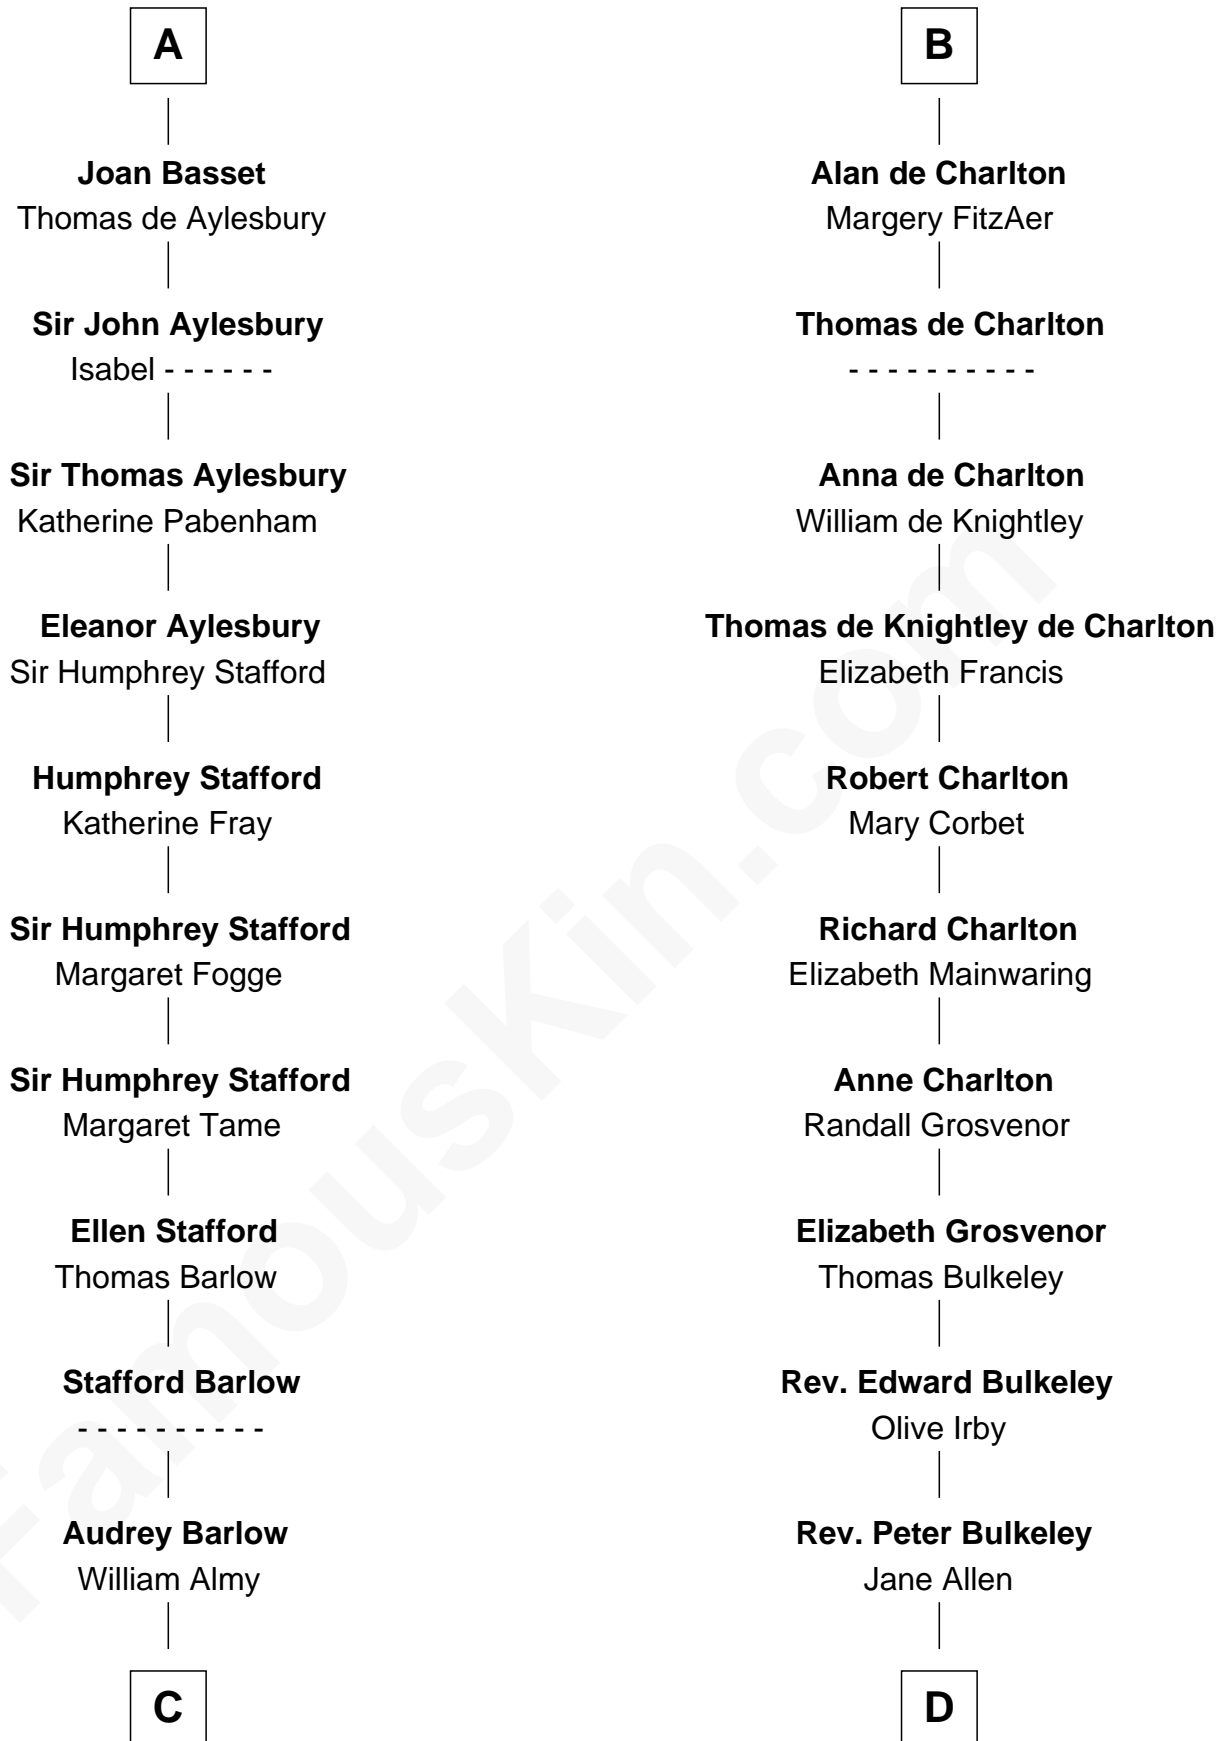 A
Joan Basset
Thomas de Aylesbury
Sir John Aylesbury
Isabel - - - - - -
Sir Thomas Aylesbury
Katherine Pabenham
Eleanor Aylesbury
Sir Humphrey Stafford
Humphrey Stafford
Katherine Fray
Sir Humphrey Stafford
Margaret Fogge
Sir Humphrey Stafford
Margaret Tame
Ellen Stafford
Thomas Barlow
Stafford Barlow
- - - - - - - - - -
Audrey Barlow
William Almy
C
B
Alan de Charlton
Margery FitzAer
Thomas de Charlton
- - - - - - - - - -
Anna de Charlton
William de Knightley
Thomas de Knightley de Charlton
Elizabeth Francis
Robert Charlton
Mary Corbet
Richard Charlton
Elizabeth Mainwaring
Anne Charlton
Randall Grosvenor
Elizabeth Grosvenor
Thomas Bulkeley
Rev. Edward Bulkeley
Olive Irby
Rev. Peter Bulkeley
Jane Allen
D
FamousKin.com